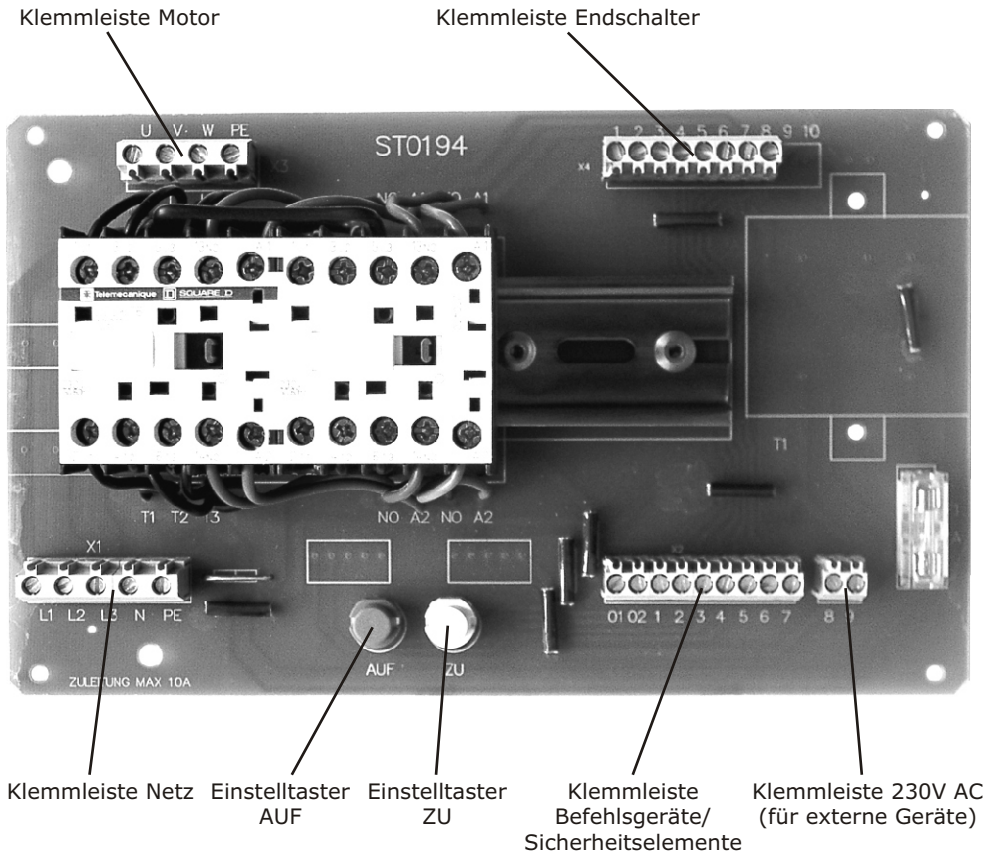 Klemmleiste Motor
Klemmleiste Endschalter
U V W PE
X3
ST0194
1 2 3 4 5 6 7 8 9 10
X4
A1
Telemecanique SQUARE D
T1
T1 T2 T3
NO A2 NO A2
X1
L1 L2 L3 N PE
01 02 1 2 3 4 5 6 7
8 9
AUF
ZU
ZULEITUNG MAX 10A
Klemmleiste Netz
Einstelltaster
AUF
Einstelltaster
ZU
Klemmleiste
Befehlsgeräte/
Sicherheitselemente
Klemmleiste 230V AC
(für externe Geräte)